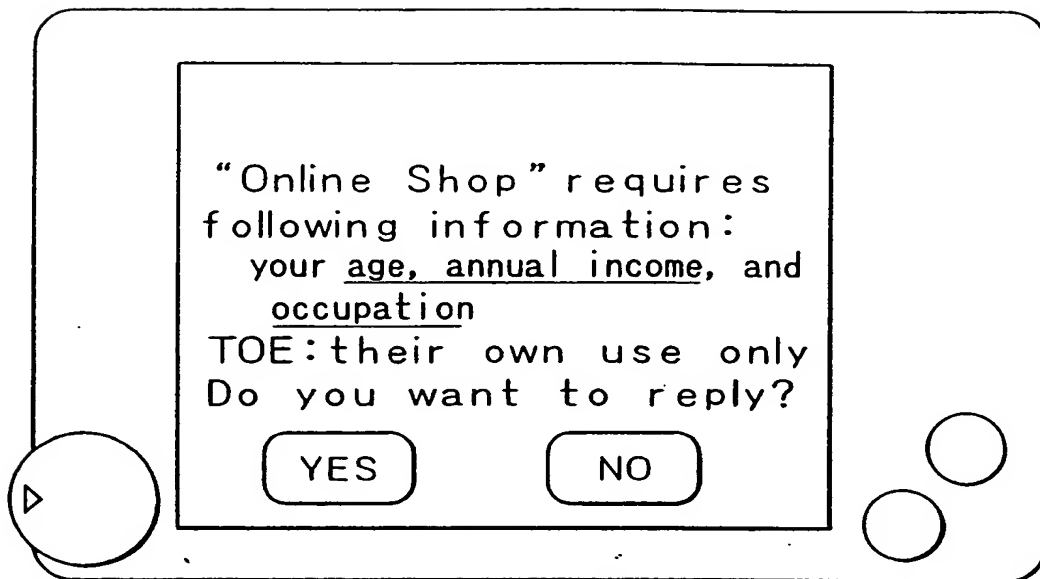 “Online Shop” requires
following information:
your age, annual income, and
occupation
TOE:their own use only
Do you want to reply?
YES NO